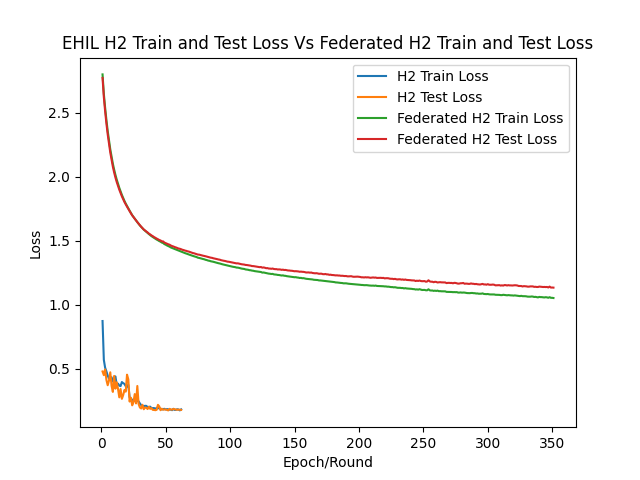 EHIL H2 Train and Test Loss Vs Federated H2 Train and Test Loss
H2 Train Loss
H2 Test Loss
Federated H2 Train Loss
Federated H2 Test Loss
Loss
2.5
2.0
1.5
1.0
0.5
0 50 100 150 200 250 300 350
Epoch/Round